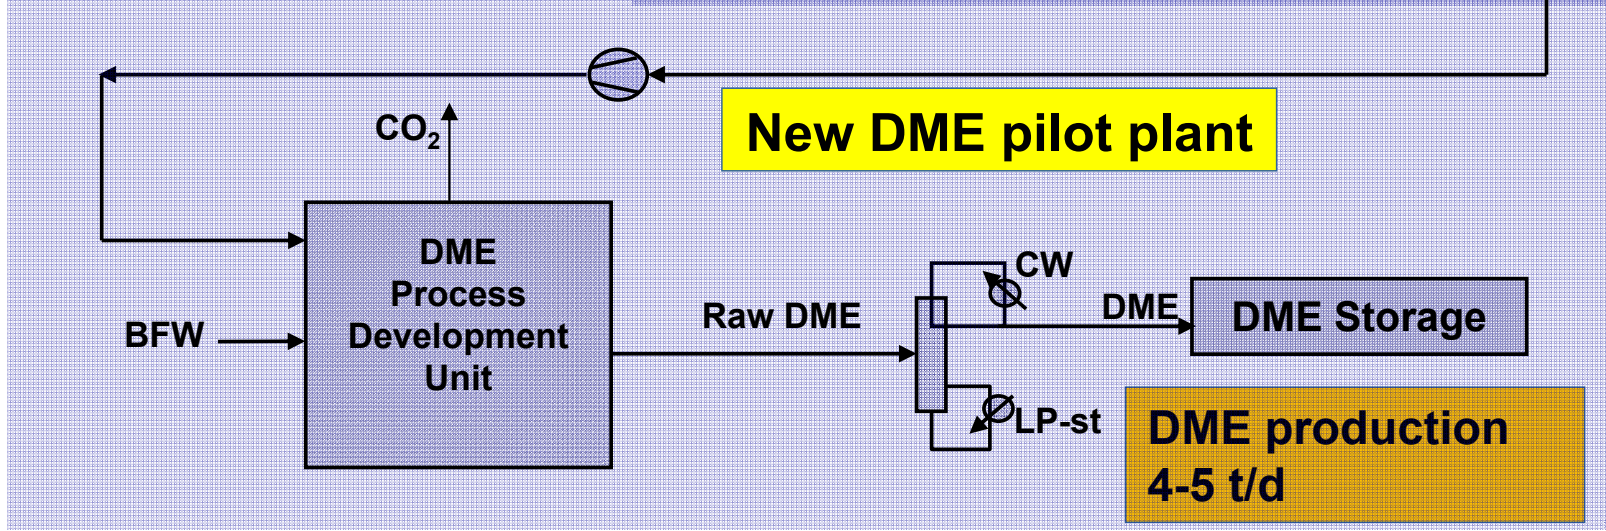 New DME pilot plant
CO2
DME
Process
Development
Unit
BFW
Raw DME
CW
DME
DME Storage
LP-st
DME production
4-5 t/d